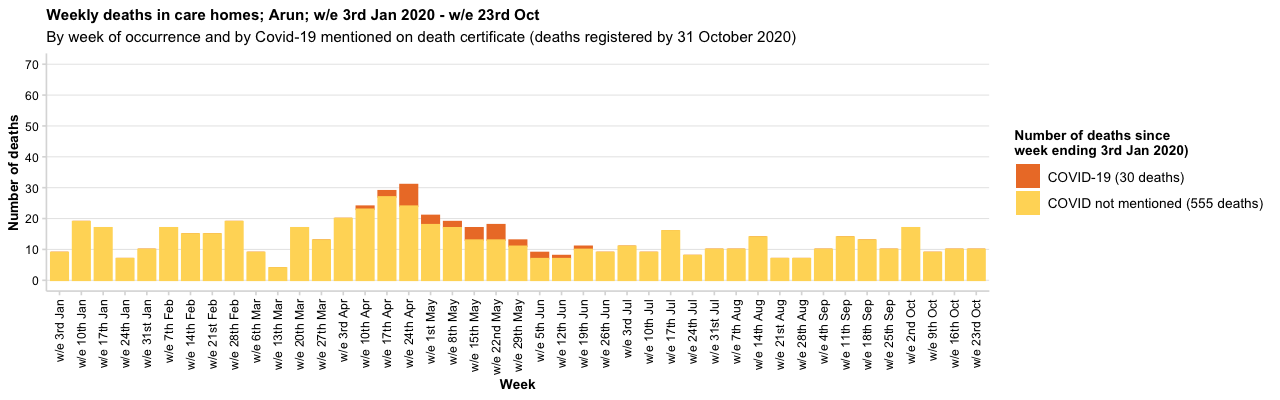 Weekly deaths in care homes; Arun; w/e 3rd Jan 2020 - w/e 23rd Oct
By week of occurrence and by Covid-19 mentioned on death certificate (deaths registered by 31 October 2020)
Number of deaths
70
60
50
40
30
20
10
0
w/e 3rd Jan
w/e 10th Jan
w/e 17th Jan
w/e 24th Jan
w/e 31st Jan
w/e 7th Feb
w/e 14th Feb
w/e 21st Feb
w/e 28th Feb
w/e 6th Mar
w/e 13th Mar
w/e 20th Mar
w/e 27th Mar
w/e 3rd Apr
w/e 10th Apr
w/e 17th Apr
w/e 24th Apr
w/e 1st May
w/e 8th May
w/e 15th May
w/e 22nd May
w/e 29th May
w/e 5th Jun
w/e 12th Jun
w/e 19th Jun
w/e 26th Jun
w/e 3rd Jul
w/e 10th Jul
w/e 17th Jul
w/e 24th Jul
w/e 31st Jul
w/e 7th Aug
w/e 14th Aug
w/e 21st Aug
w/e 28th Aug
w/e 4th Sep
w/e 11th Sep
w/e 18th Sep
w/e 25th Sep
w/e 2nd Oct
w/e 9th Oct
w/e 16th Oct
w/e 23rd Oct
Week
Number of deaths since
week ending 3rd Jan 2020)
COVID-19 (30 deaths)
COVID not mentioned (555 deaths)